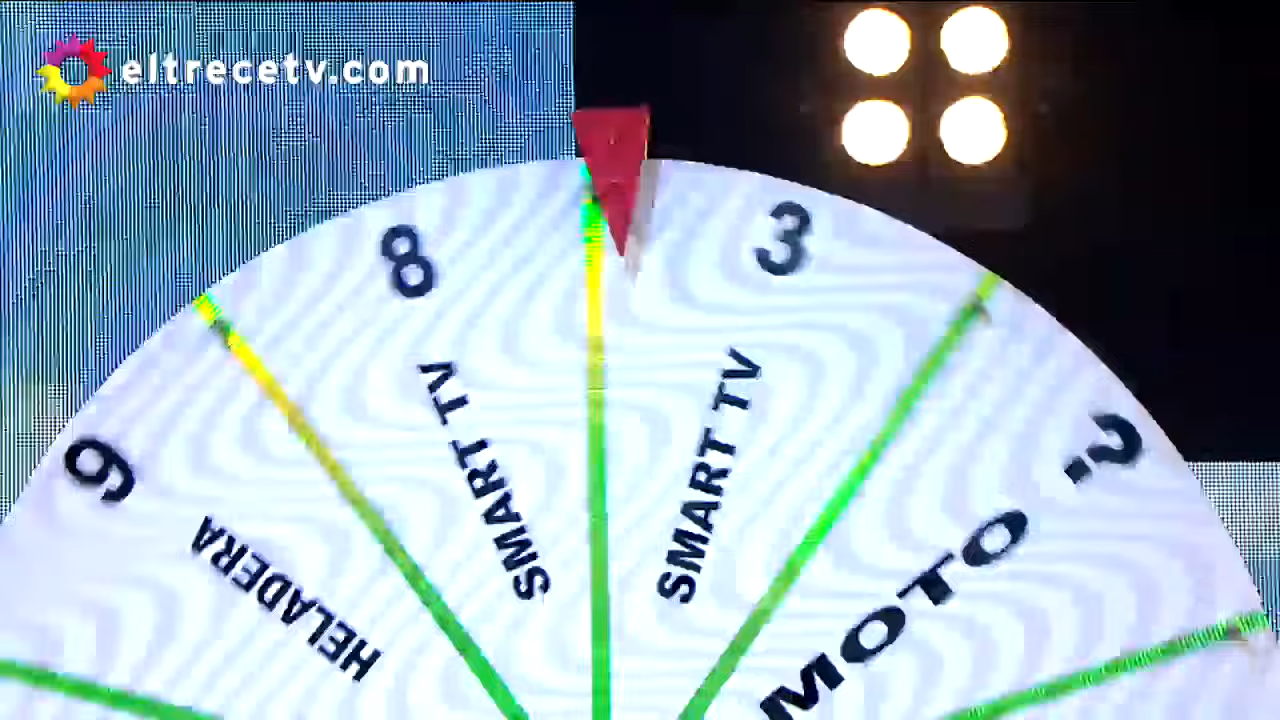 eltrecetv.com
8
3
9
?
SMART TV
SMART TV
HELADERA
MOTO